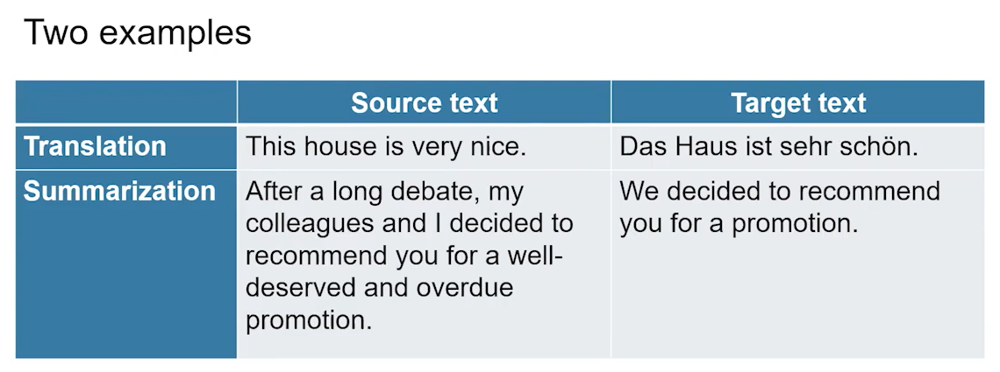 Two examples
Source text
Target text
Translation
This house is very nice.
Das Haus ist sehr schön.
Summarization
After a long debate, my
colleagues and I decided to
recommend you for a well-
deserved and overdue
promotion.
We decided to recommend
you for a promotion.